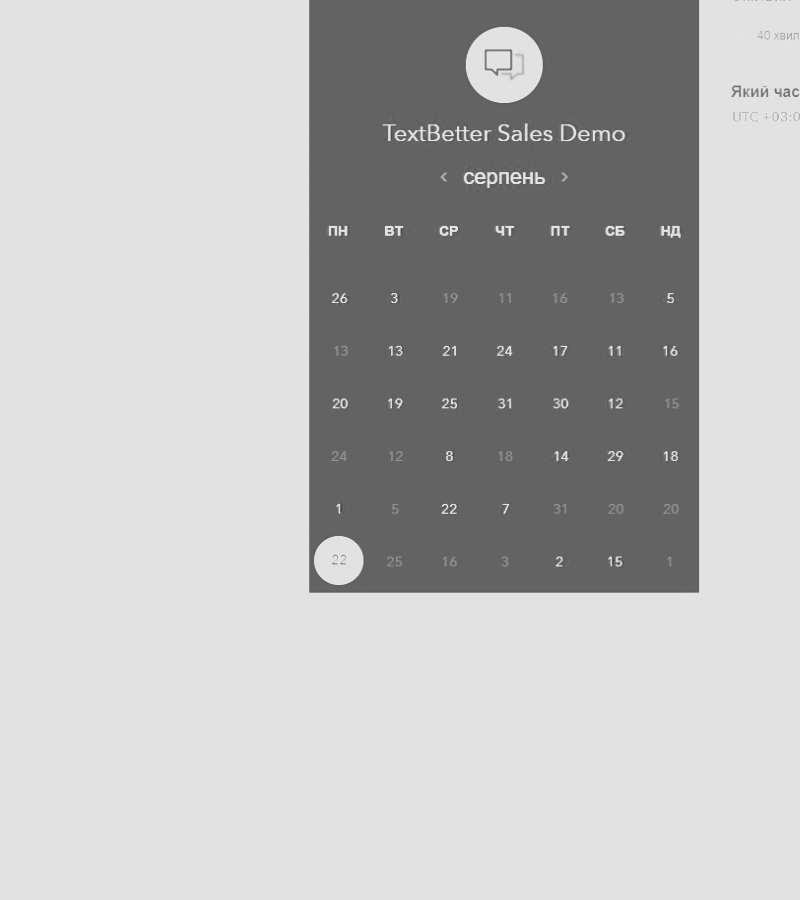 40 хвил
TextBetter Sales Demo
Який час
UTC +03:0
‹ серпень ›
ПН ВТ СР ЧТ ПТ СБ НД
26 3 19 11 16 13 5
13 13 21 24 17 11 16
20 19 25 31 30 12 15
24 12 8 18 14 29 18
1 5 22 7 31 20 20
22 25 16 3 2 15 1